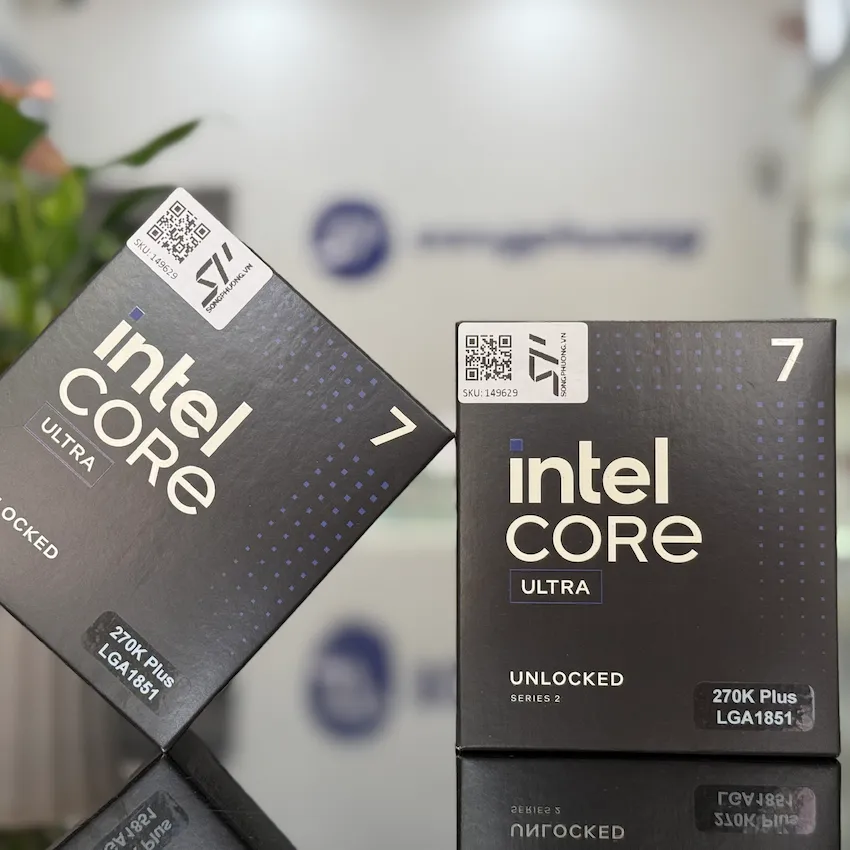 SKU:149629
SONGPHUONG.VN
intel
CORE
ULTRA
7
UNLOCKED
270K Plus
LGA1851
SKU:149629
SONGPHUONG.VN
7
intel
CORE
ULTRA
UNLOCKED
SERIES 2
270K Plus
LGA1851